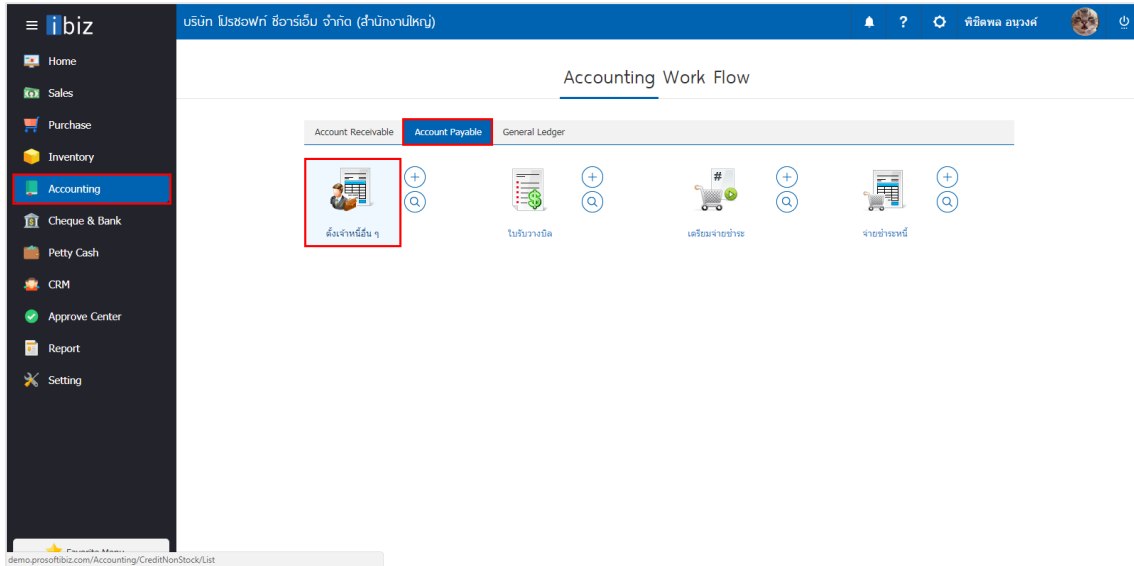 ≡ ibiz
บริษัท โปรซอฟท์ ซีอาร์เอ็ม จำกัด (สำนักงานใหญ่)
?
พิชิตพล อนุวงศ์
Home
Sales
Purchase
Inventory
Accounting
Cheque & Bank
Petty Cash
CRM
Approve Center
Report
Setting
Accounting Work Flow
Account Receivable Account Payable General Ledger
ตั้งเจ้าหนี้อื่น ๆ
ใบรับวางบิล
#
เตรียมจ่ายชำระ
จ่ายชำระหนี้
Favorite Menu
demo.prosoftibiz.com/Accounting/CreditNonStock/List